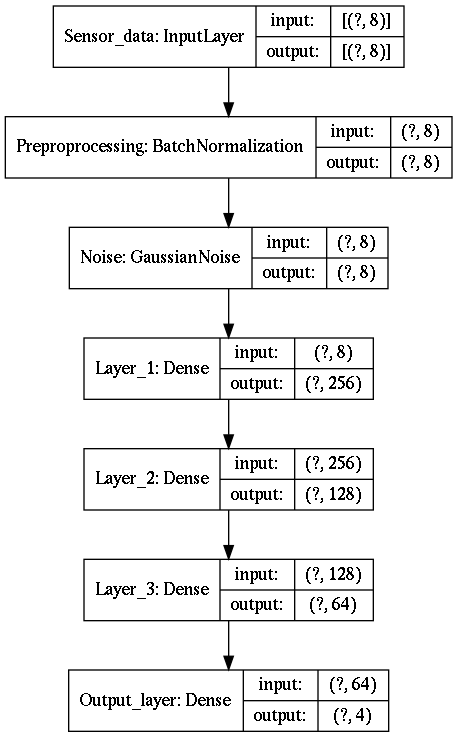 Sensor_data: InputLayer
input:
[(?, 8)]
output:
[(?, 8)]
Preproprocessing: BatchNormalization
input:
(?, 8)
output:
(?, 8)
Noise: GaussianNoise
input:
(?, 8)
output:
(?, 8)
Layer_1: Dense
input:
(?, 8)
output:
(?, 256)
Layer_2: Dense
input:
(?, 256)
output:
(?, 128)
Layer_3: Dense
input:
(?, 128)
output:
(?, 64)
Output_layer: Dense
input:
(?, 64)
output:
(?, 4)